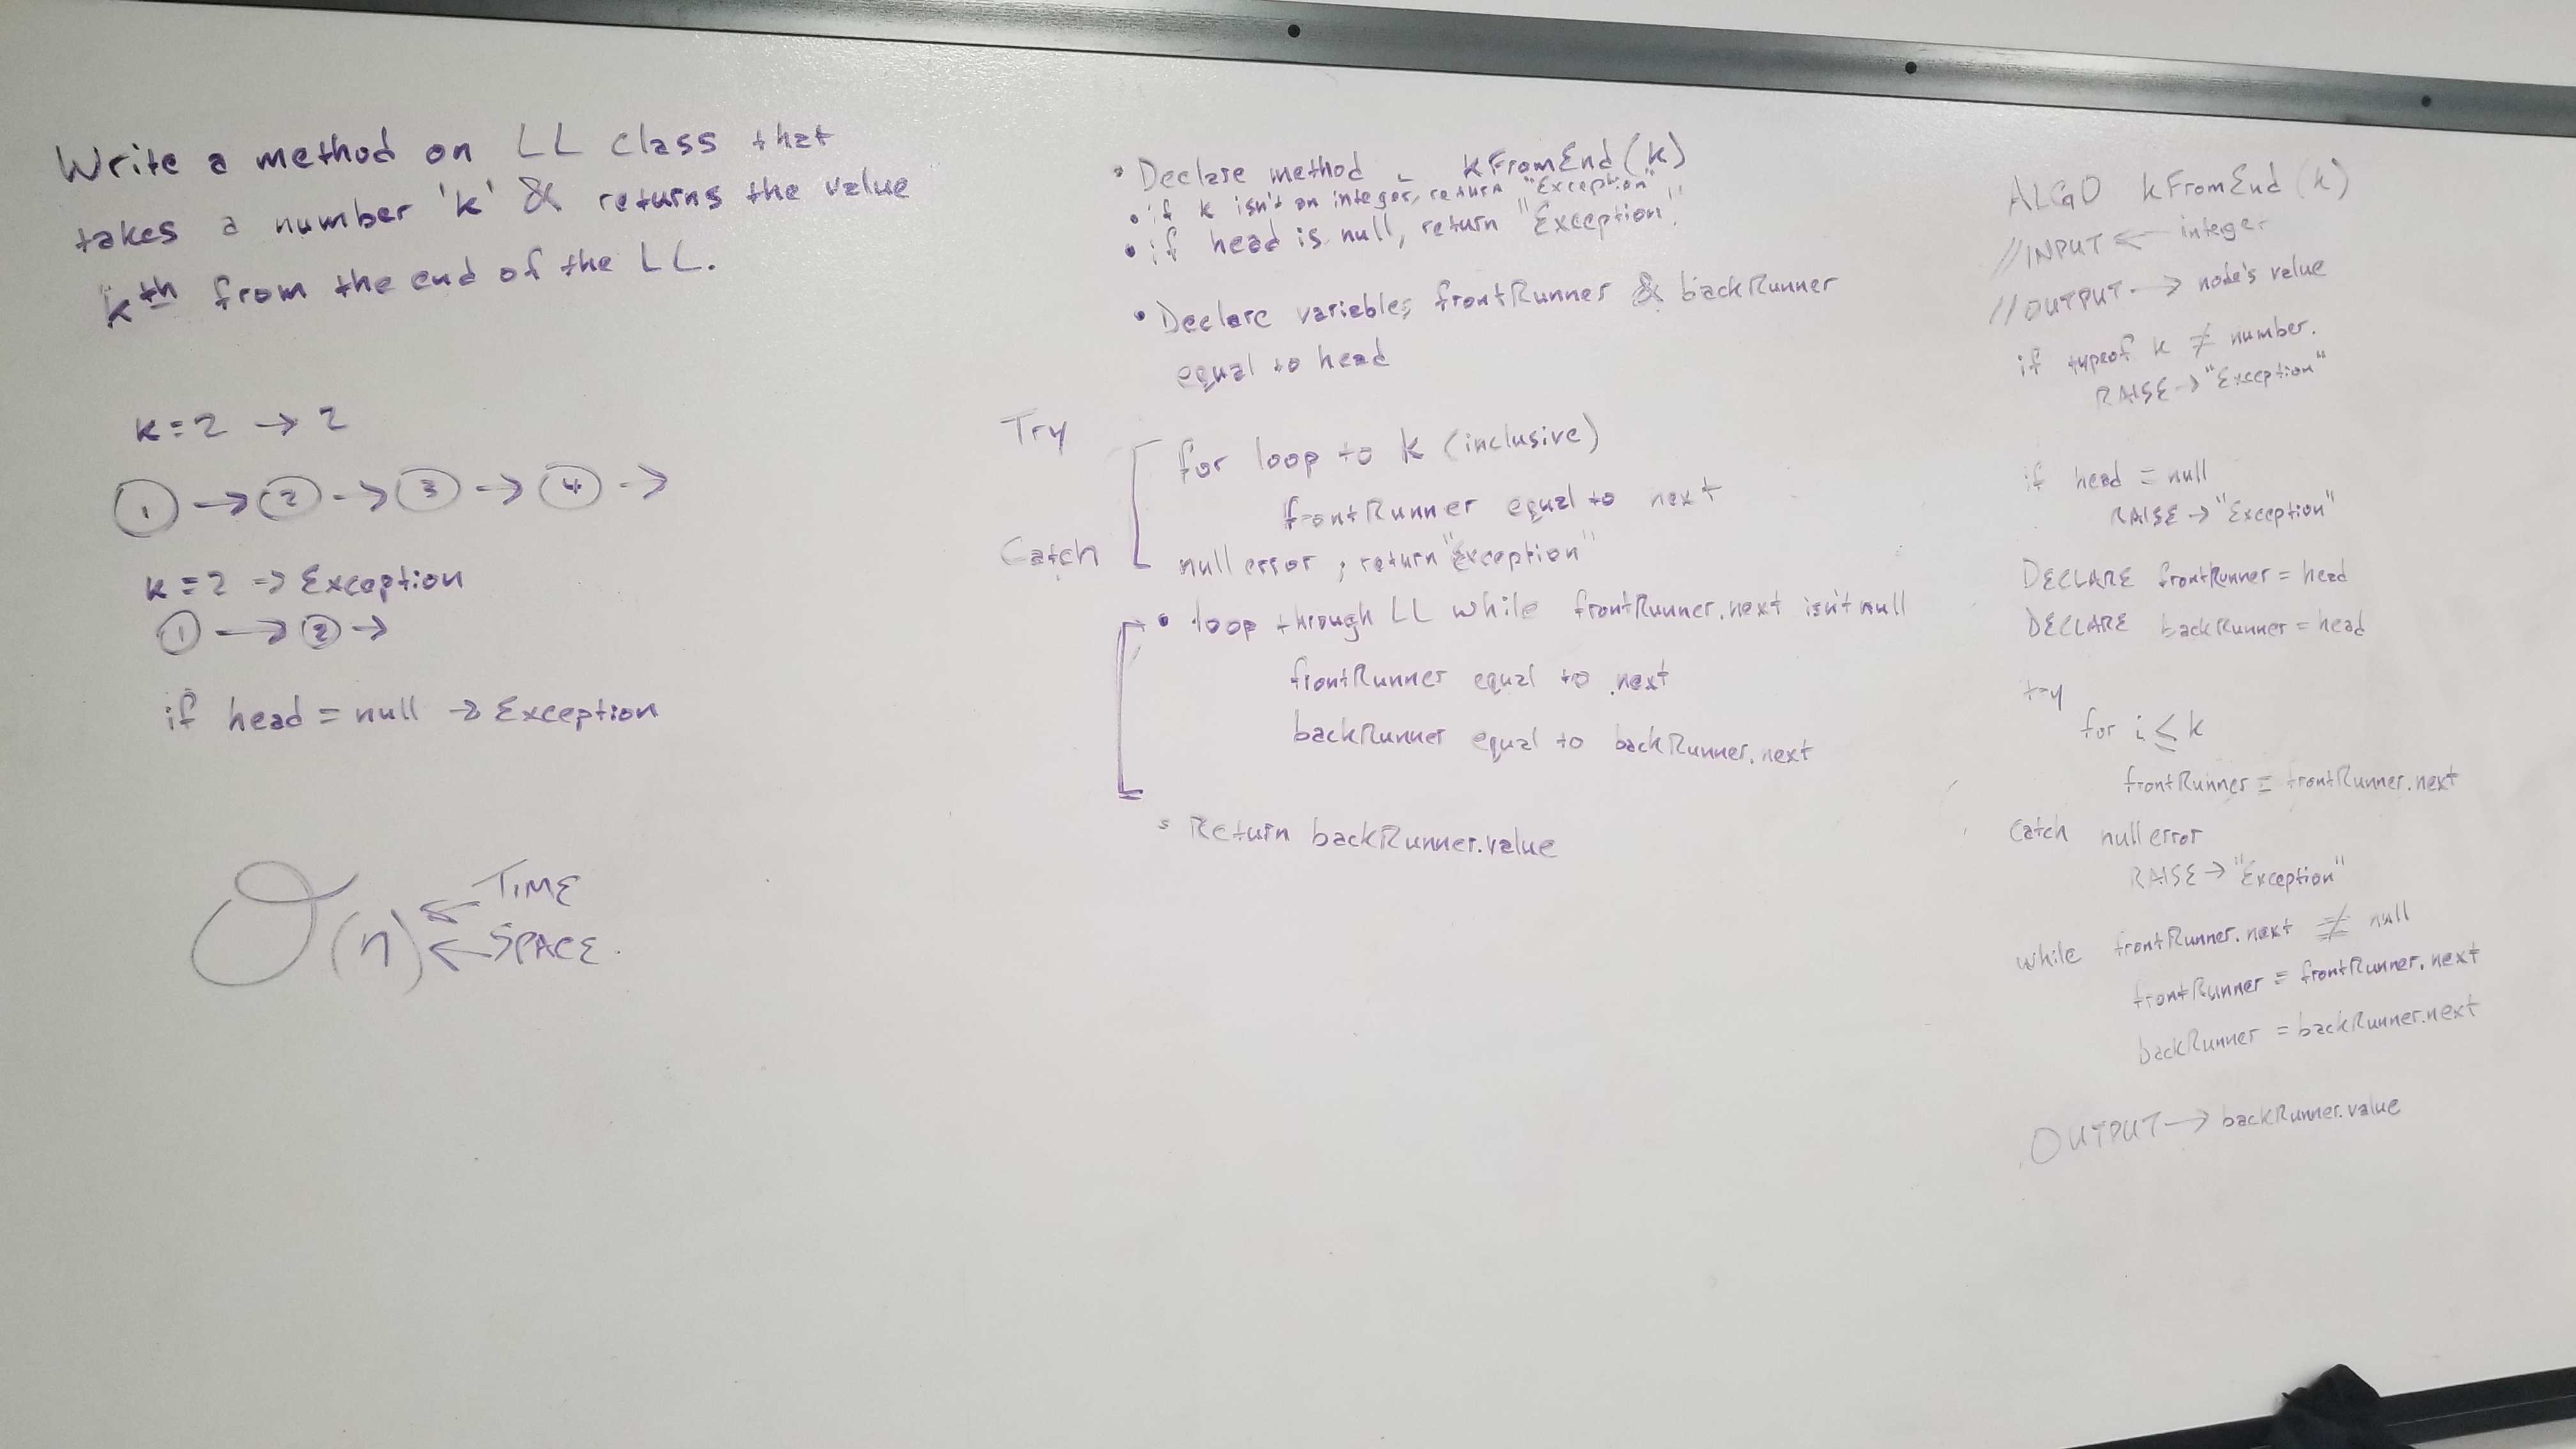 Write a method on LL class that
takes a number 'k' & returns the value
kth from the end of the LL.
k = 2 → 2
1 → 2 → 3 → 4 →
k = 2 → Exception
1 → 2 →
if head = null → Exception
O(n) ← TIME
← SPACE.
• Declare method - kFromEnd(k)
• if k isn't an integer, return "Exception"
• if head is null, return "Exception"
• Declare variables frontRunner & backRunner
equal to head
Try
for loop to k (inclusive)
frontRunner equal to next
Catch
null error, return "Exception"
• loop through LL while frontRunner.next isn't null
frontRunner equal to .next
backRunner equal to backRunner.next
• Return backRunner.value
ALGO kFromEnd(k)
//INPUT ← integer
//OUTPUT → node's value
if typeof k ≠ number.
RAISE → "Exception"
if head = null
RAISE → "Exception"
DECLARE frontRunner = head
DECLARE backRunner = head
try
for i ≤ k
frontRunner = frontRunner.next
Catch null error
RAISE → "Exception"
while frontRunner.next ≠ null
frontRunner = frontRunner.next
backRunner = backRunner.next
OUTPUT → backRunner.value